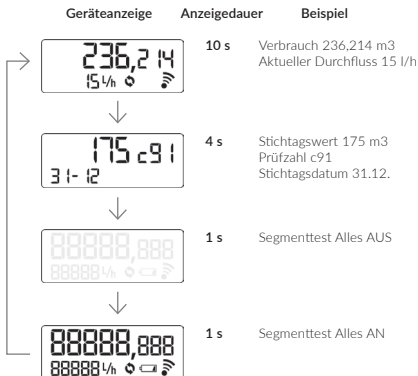 Geräteanzeige Anzeigedauer Beispiel
236,214 10 s Verbrauch 236,214 m3
15 l/h Aktueller Durchfluss 15 l/h
175 c91 4 s Stichtagswert 175 m3
Prüfzahl c91
31-12 Stichtagsdatum 31.12.
88888,888 1 s Segmenttest Alles AUS
88888 l/h
88888,888 1 s Segmenttest Alles AN
88888 l/h